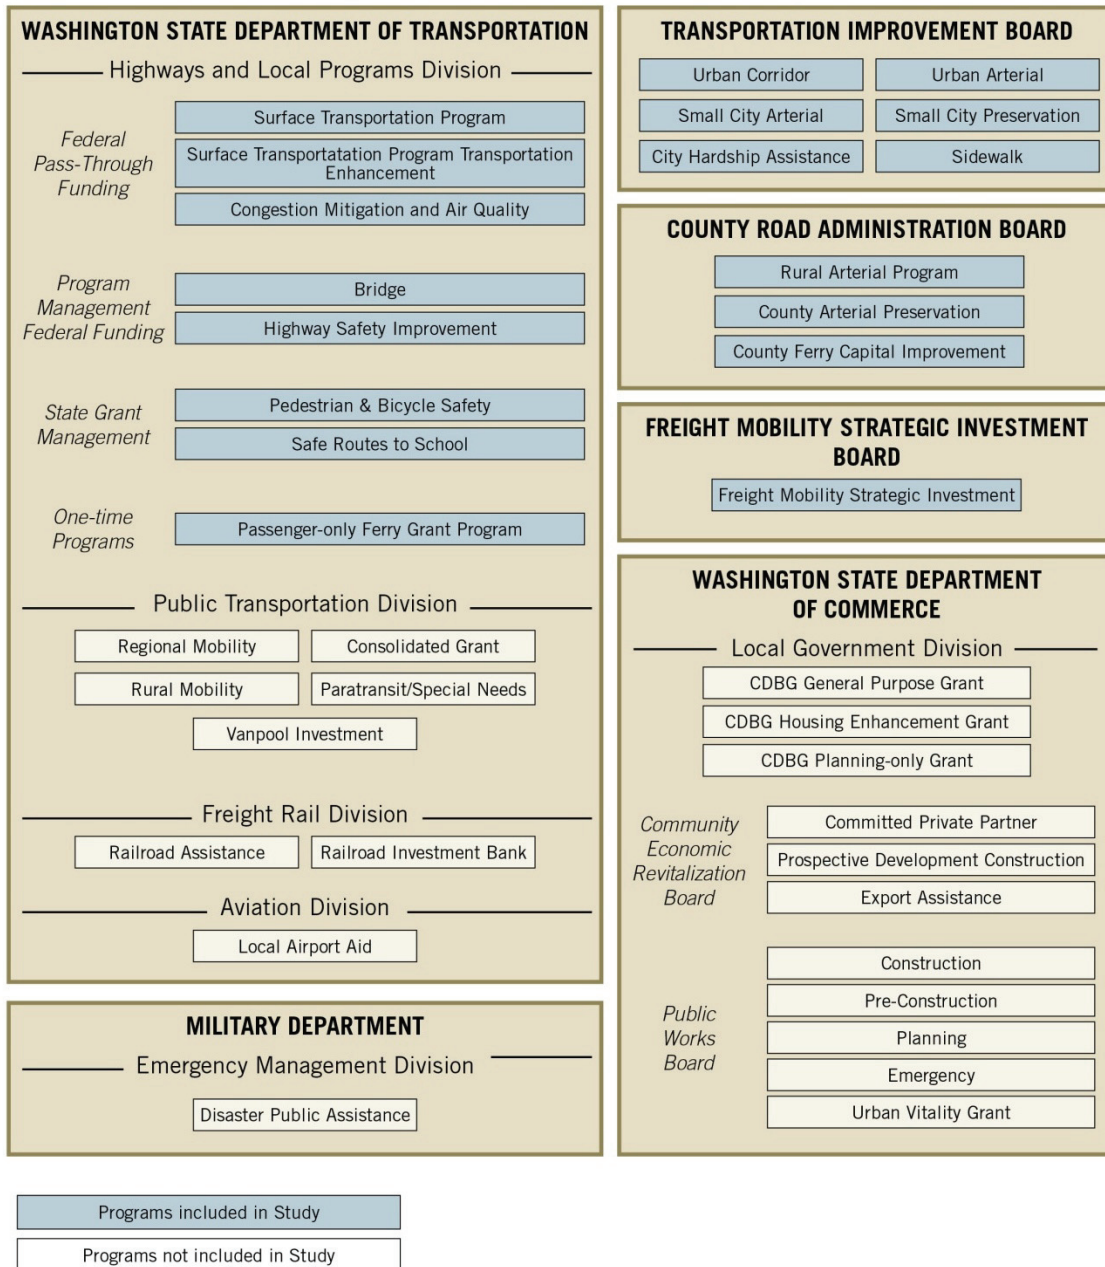 WASHINGTON STATE DEPARTMENT OF TRANSPORTATION
Highways and Local Programs Division
Federal
Pass-Through
Funding
Surface Transportation Program
Surface Transportatation Program Transportation
Enhancement
Congestion Mitigation and Air Quality
Program
Management
Federal Funding
Bridge
Highway Safety Improvement
State Grant
Management
Pedestrian & Bicycle Safety
Safe Routes to School
One-time
Programs
Passenger-only Ferry Grant Program
Public Transportation Division
Regional Mobility
Consolidated Grant
Rural Mobility
Paratransit/Special Needs
Vanpool Investment
Freight Rail Division
Railroad Assistance
Railroad Investment Bank
Aviation Division
Local Airport Aid
MILITARY DEPARTMENT
Emergency Management Division
Disaster Public Assistance
TRANSPORTATION IMPROVEMENT BOARD
Urban Corridor
Urban Arterial
Small City Arterial
Small City Preservation
City Hardship Assistance
Sidewalk
COUNTY ROAD ADMINISTRATION BOARD
Rural Arterial Program
County Arterial Preservation
County Ferry Capital Improvement
FREIGHT MOBILITY STRATEGIC INVESTMENT
BOARD
Freight Mobility Strategic Investment
WASHINGTON STATE DEPARTMENT
OF COMMERCE
Local Government Division
CDBG General Purpose Grant
CDBG Housing Enhancement Grant
CDBG Planning-only Grant
Community
Economic
Revitalization
Board
Committed Private Partner
Prospective Development Construction
Export Assistance
Public
Works
Board
Construction
Pre-Construction
Planning
Emergency
Urban Vitality Grant
Programs included in Study
Programs not included in Study